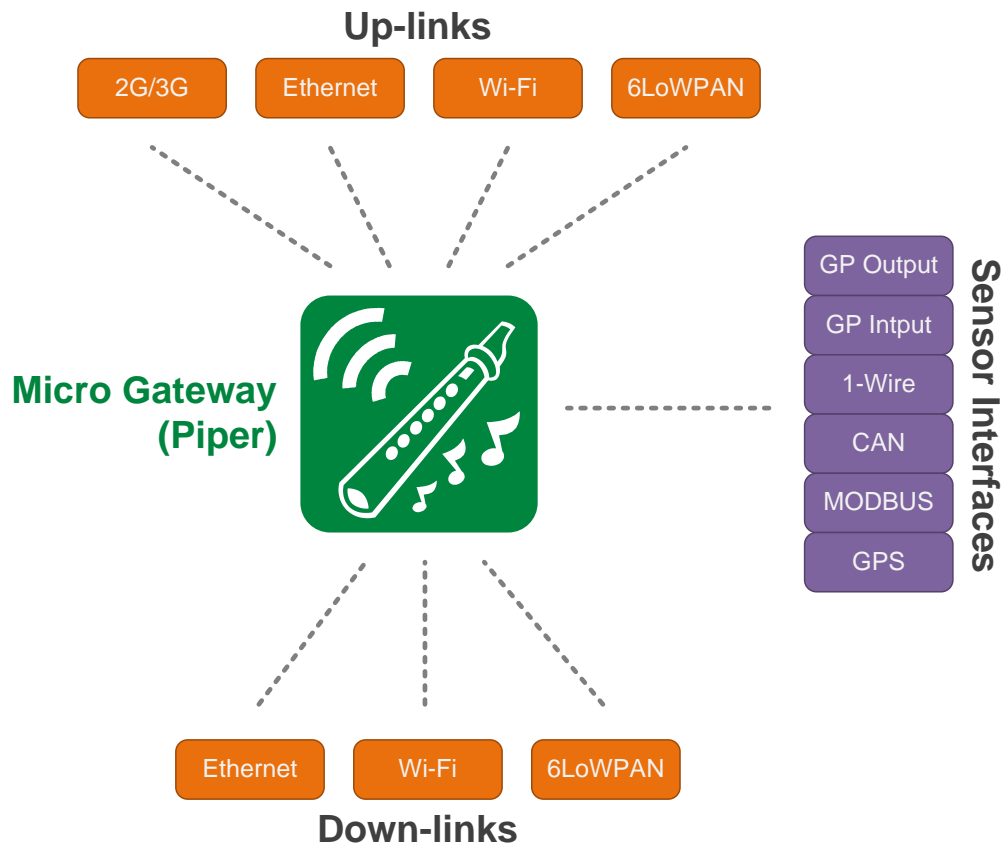 Up-links
2G/3G
Ethernet
Wi-Fi
6LoWPAN
Micro Gateway
(Piper)
GP Output
GP Intput
1-Wire
CAN
MODBUS
GPS
Sensor Interfaces
Ethernet
Wi-Fi
6LoWPAN
Down-links